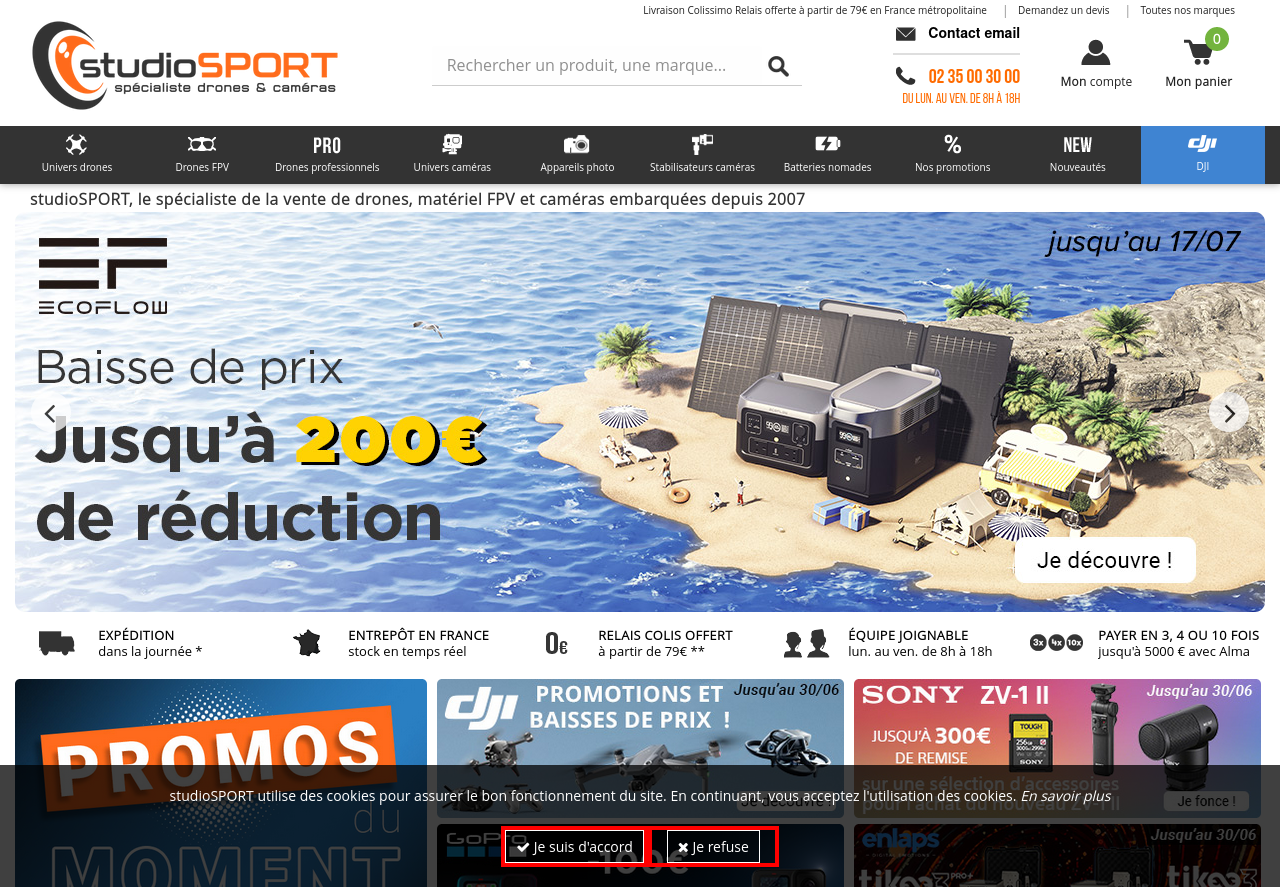 Livraison Colissimo Relais offerte à partir de 79€ en France métropolitaine | Demandez un devis | Toutes nos marques
studioSPORT
spécialiste drones & caméras
Rechercher un produit, une marque...
Contact email
02 35 00 30 00
DU LUN. AU VEN. DE 8H À 18H
Mon compte
0
Mon panier
Univers drones
Drones FPV
PRO
Drones professionnels
Univers caméras
Appareils photo
Stabilisateurs caméras
Batteries nomades
%
Nos promotions
NEW
Nouveautés
dji
DJI
studioSPORT, le spécialiste de la vente de drones, matériel FPV et caméras embarquées depuis 2007
EF
ECOFLOW
jusqu'au 17/07
Baisse de prix
Jusqu'à 200€
de réduction
Je découvre !
EXPÉDITION
dans la journée *
ENTREPÔT EN FRANCE
stock en temps réel
0€
RELAIS COLIS OFFERT
à partir de 79€ **
ÉQUIPE JOIGNABLE
lun. au ven. de 8h à 18h
3x 4x 10x
PAYER EN 3, 4 OU 10 FOIS
jusqu'à 5000 € avec Alma
PROMOS
du
MOMENT
dji
PROMOTIONS ET
BAISSES DE PRIX !
Jusqu'au 30/06
Je découvre !
SONY ZV-1 II
Jusqu'au 30/06
JUSQU'À 300€
DE REMISE
sur une sélection d'accessoires
pour l'achat du nouveau ZV-1 II
TOUGH
256
SONY
Je fonce !
studioSPORT utilise des cookies pour assurer le bon fonctionnement du site. En continuant, vous acceptez l'utilisation des cookies. En savoir plus
Je suis d'accord
Je refuse
GoPro
-100€
enlaps
Jusqu'au 30/06
tikee3 PRO+
tikee3